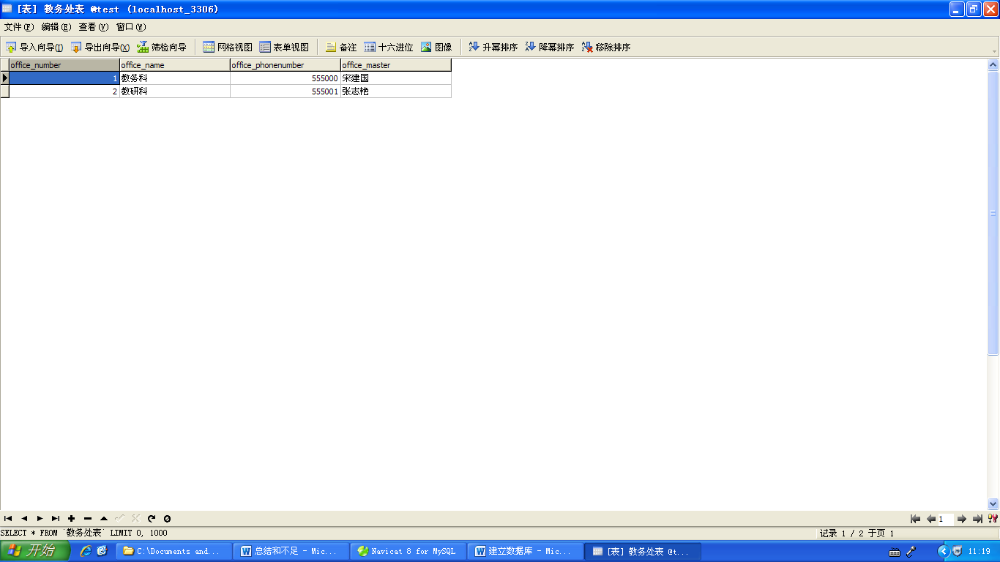 [表] 教务处表 @test (localhost_3306)
文件(F) 编辑(E) 查看(V) 窗口(W)
导入向导(I) 导出向导(X) 筛检向导 网格视图 表单视图 备注 十六进位 图像 升幂排序 降幂排序 移除排序
office_number office_name office_phonenumber office_master
1 教务科 555000 宋建国
2 教研科 555001 张志艳
1
SELECT * FROM `教务处表` LIMIT 0, 1000 记录 1 / 2 于页 1
开始 C:\Documents and... 总结和不足 - Mic... Navicat 8 for MySQL 建立数据库 - Mic... [表] 教务处表 @t... 11:19